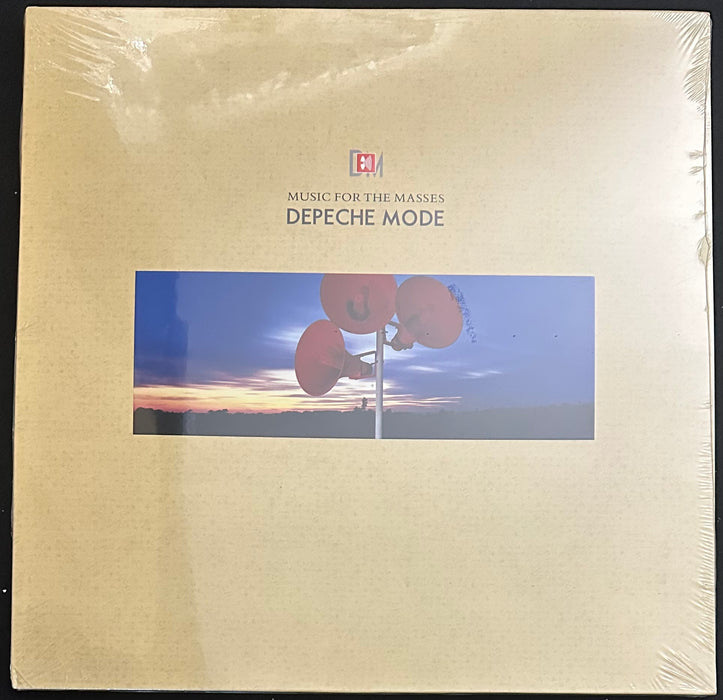 DM
MUSIC FOR THE MASSES
DEPECHE MODE